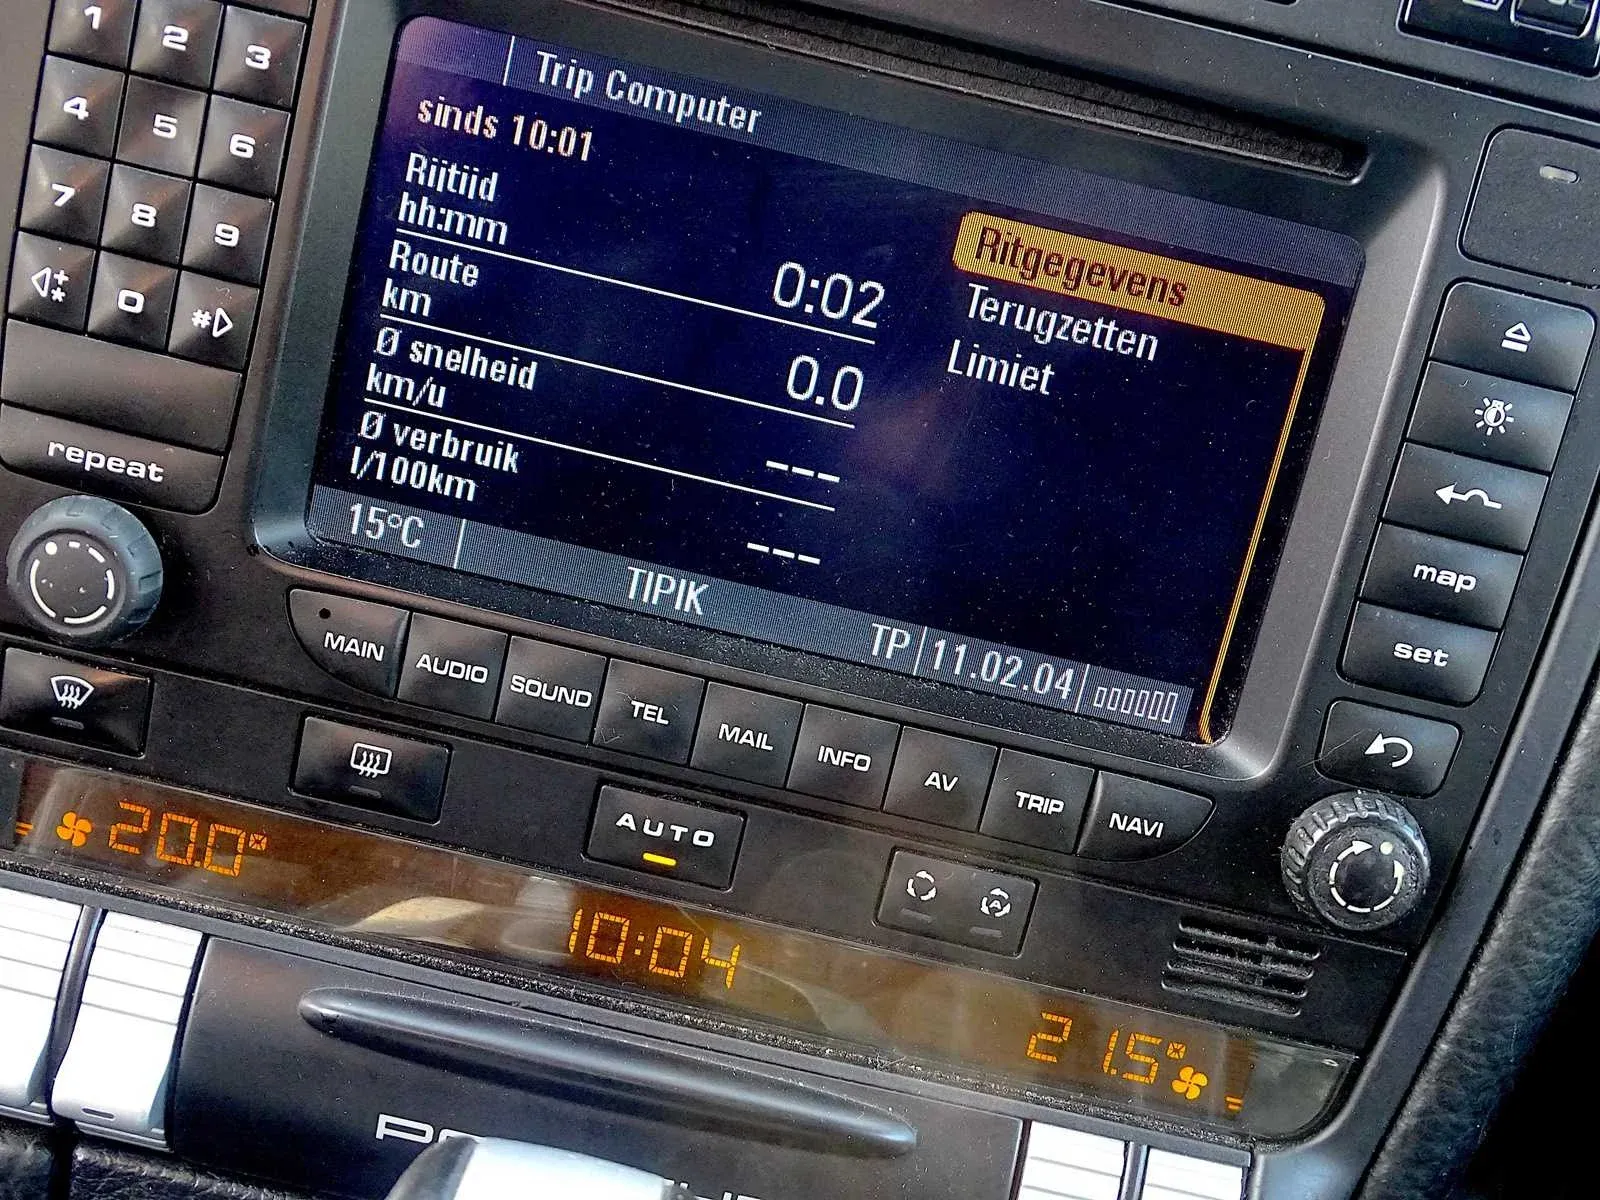 1 2 3
4 5 6
7 8 9
0 #
repeat
Trip Computer
sinds 10:01
Rijtijd
hh:mm 0:02
Route
km 0.0
Ø snelheid
km/u ---
Ø verbruik
l/100km ---
Ritgegevens
Terugzetten
Limiet
15°C TIPIK TP 11.02.04
map
set
MAIN AUDIO SOUND TEL MAIL INFO AV TRIP NAVI
AUTO
A
20.0°
10:04
21.5°